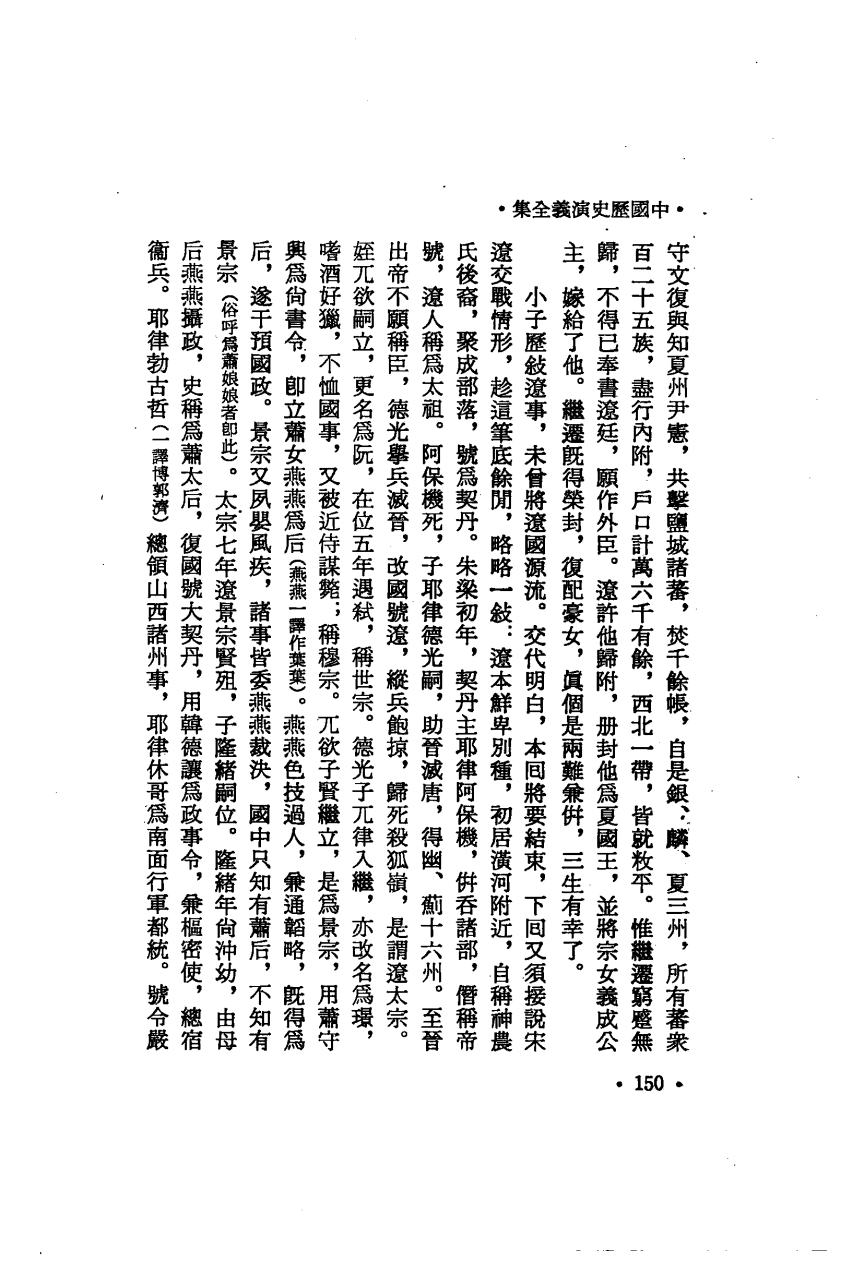 •中國歷史演義全集•
守文復與知夏州尹憲，共擊鹽城諸蕃，焚千餘帳，自是銀、麟、夏三州，所有蕃衆
百二十五族，盡行內附，戶口計萬六千有餘，西北一帶，皆就敉平。惟繼遷窮蹙無
歸，不得已奉書遼廷，願作外臣。遼許他歸附，册封他爲夏國王，並將宗女義成公
主，嫁給了他。繼遷旣得榮封，復配豪女，眞個是兩難兼倂，三生有幸了。
小子歷敍遼事，未曾將遼國源流。交代明白，本回將要結束，下回又須接說宋
遼交戰情形，趁這筆底餘閒，略略一敍：遼本鮮卑別種，初居潢河附近，自稱神農
氏後裔，聚成部落，號爲契丹。朱梁初年，契丹主耶律阿保機，倂吞諸部，僭稱帝
號，遼人稱爲太祖。阿保機死，子耶律德光嗣，助晉滅唐，得幽、薊十六州。至晉
出帝不願稱臣，德光擧兵滅晉，改國號遼，縱兵飽掠，歸死殺狐嶺，是謂遼太宗。
姪兀欲嗣立，更名爲阮，在位五年遇弒，稱世宗。德光子兀律入繼，亦改名爲璟，
嗜酒好獵，不恤國事，又被近侍謀斃；稱穆宗。兀欲子賢繼立，是爲景宗，用蕭守
興爲尙書令，卽立蕭女燕燕爲后（燕燕一譯作葉葉）。燕燕色技過人，兼通韜略，旣得爲
后，遂干預國政。景宗又夙嬰風疾，諸事皆委燕燕裁決，國中只知有蕭后，不知有
景宗（俗呼爲蕭娘娘者卽此）。太宗七年遼景宗賢殂，子隆緒嗣位。隆緒年尙沖幼，由母
后燕燕攝政，史稱爲蕭太后，復國號大契丹，用韓德讓爲政事令，兼樞密使，總宿
衞兵。耶律勃古哲（一譯博郭濟）總領山西諸州事，耶律休哥爲南面行軍都統。號令嚴
•150•